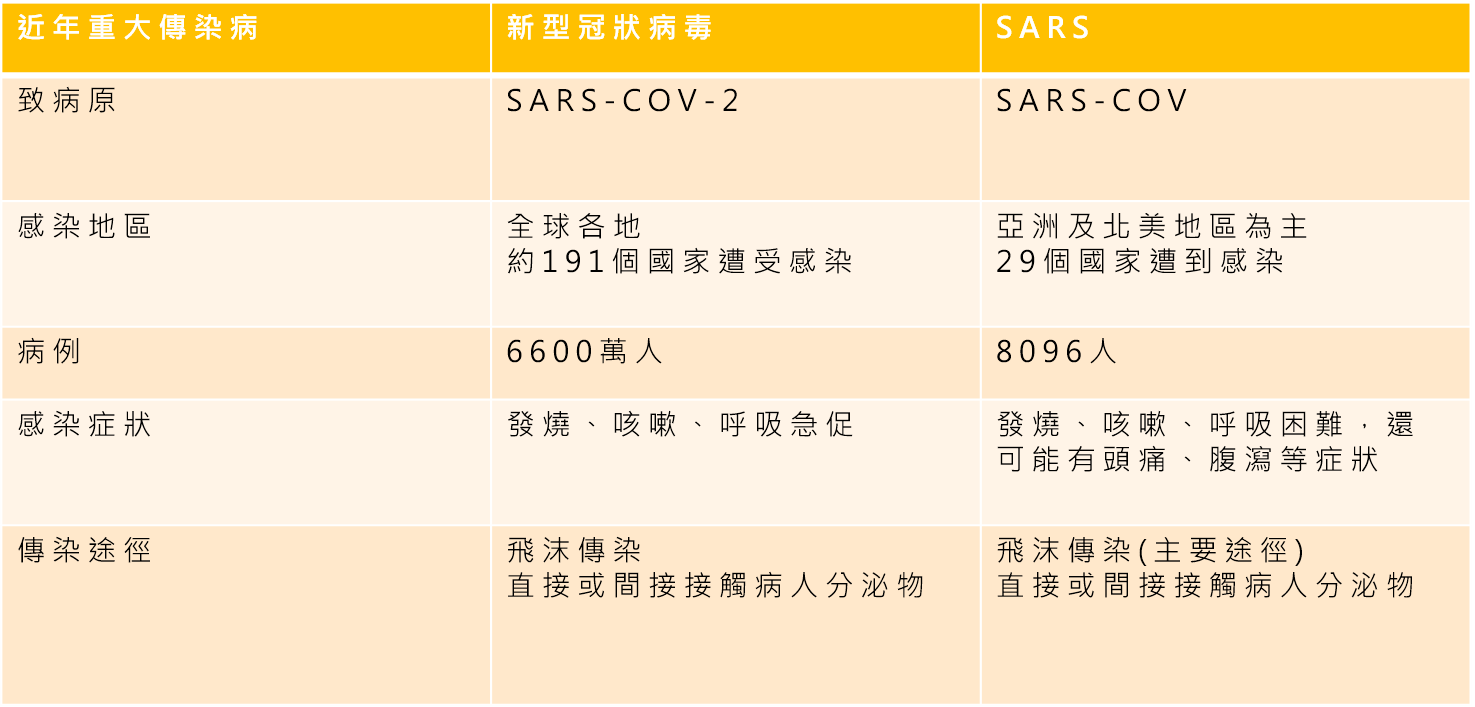 近年重大傳染病
新型冠狀病毒
SARS
致病原
SARS-COV-2
SARS-COV
感染地區
全球各地
約191個國家遭受感染
亞洲及北美地區為主
29個國家遭到感染
病例
6600萬人
8096人
感染症狀
發燒、咳嗽、呼吸急促
發燒、咳嗽、呼吸困難，還
可能有頭痛、腹瀉等症狀
傳染途徑
飛沫傳染
直接或間接接觸病人分泌物
飛沫傳染(主要途徑)
直接或間接接觸病人分泌物